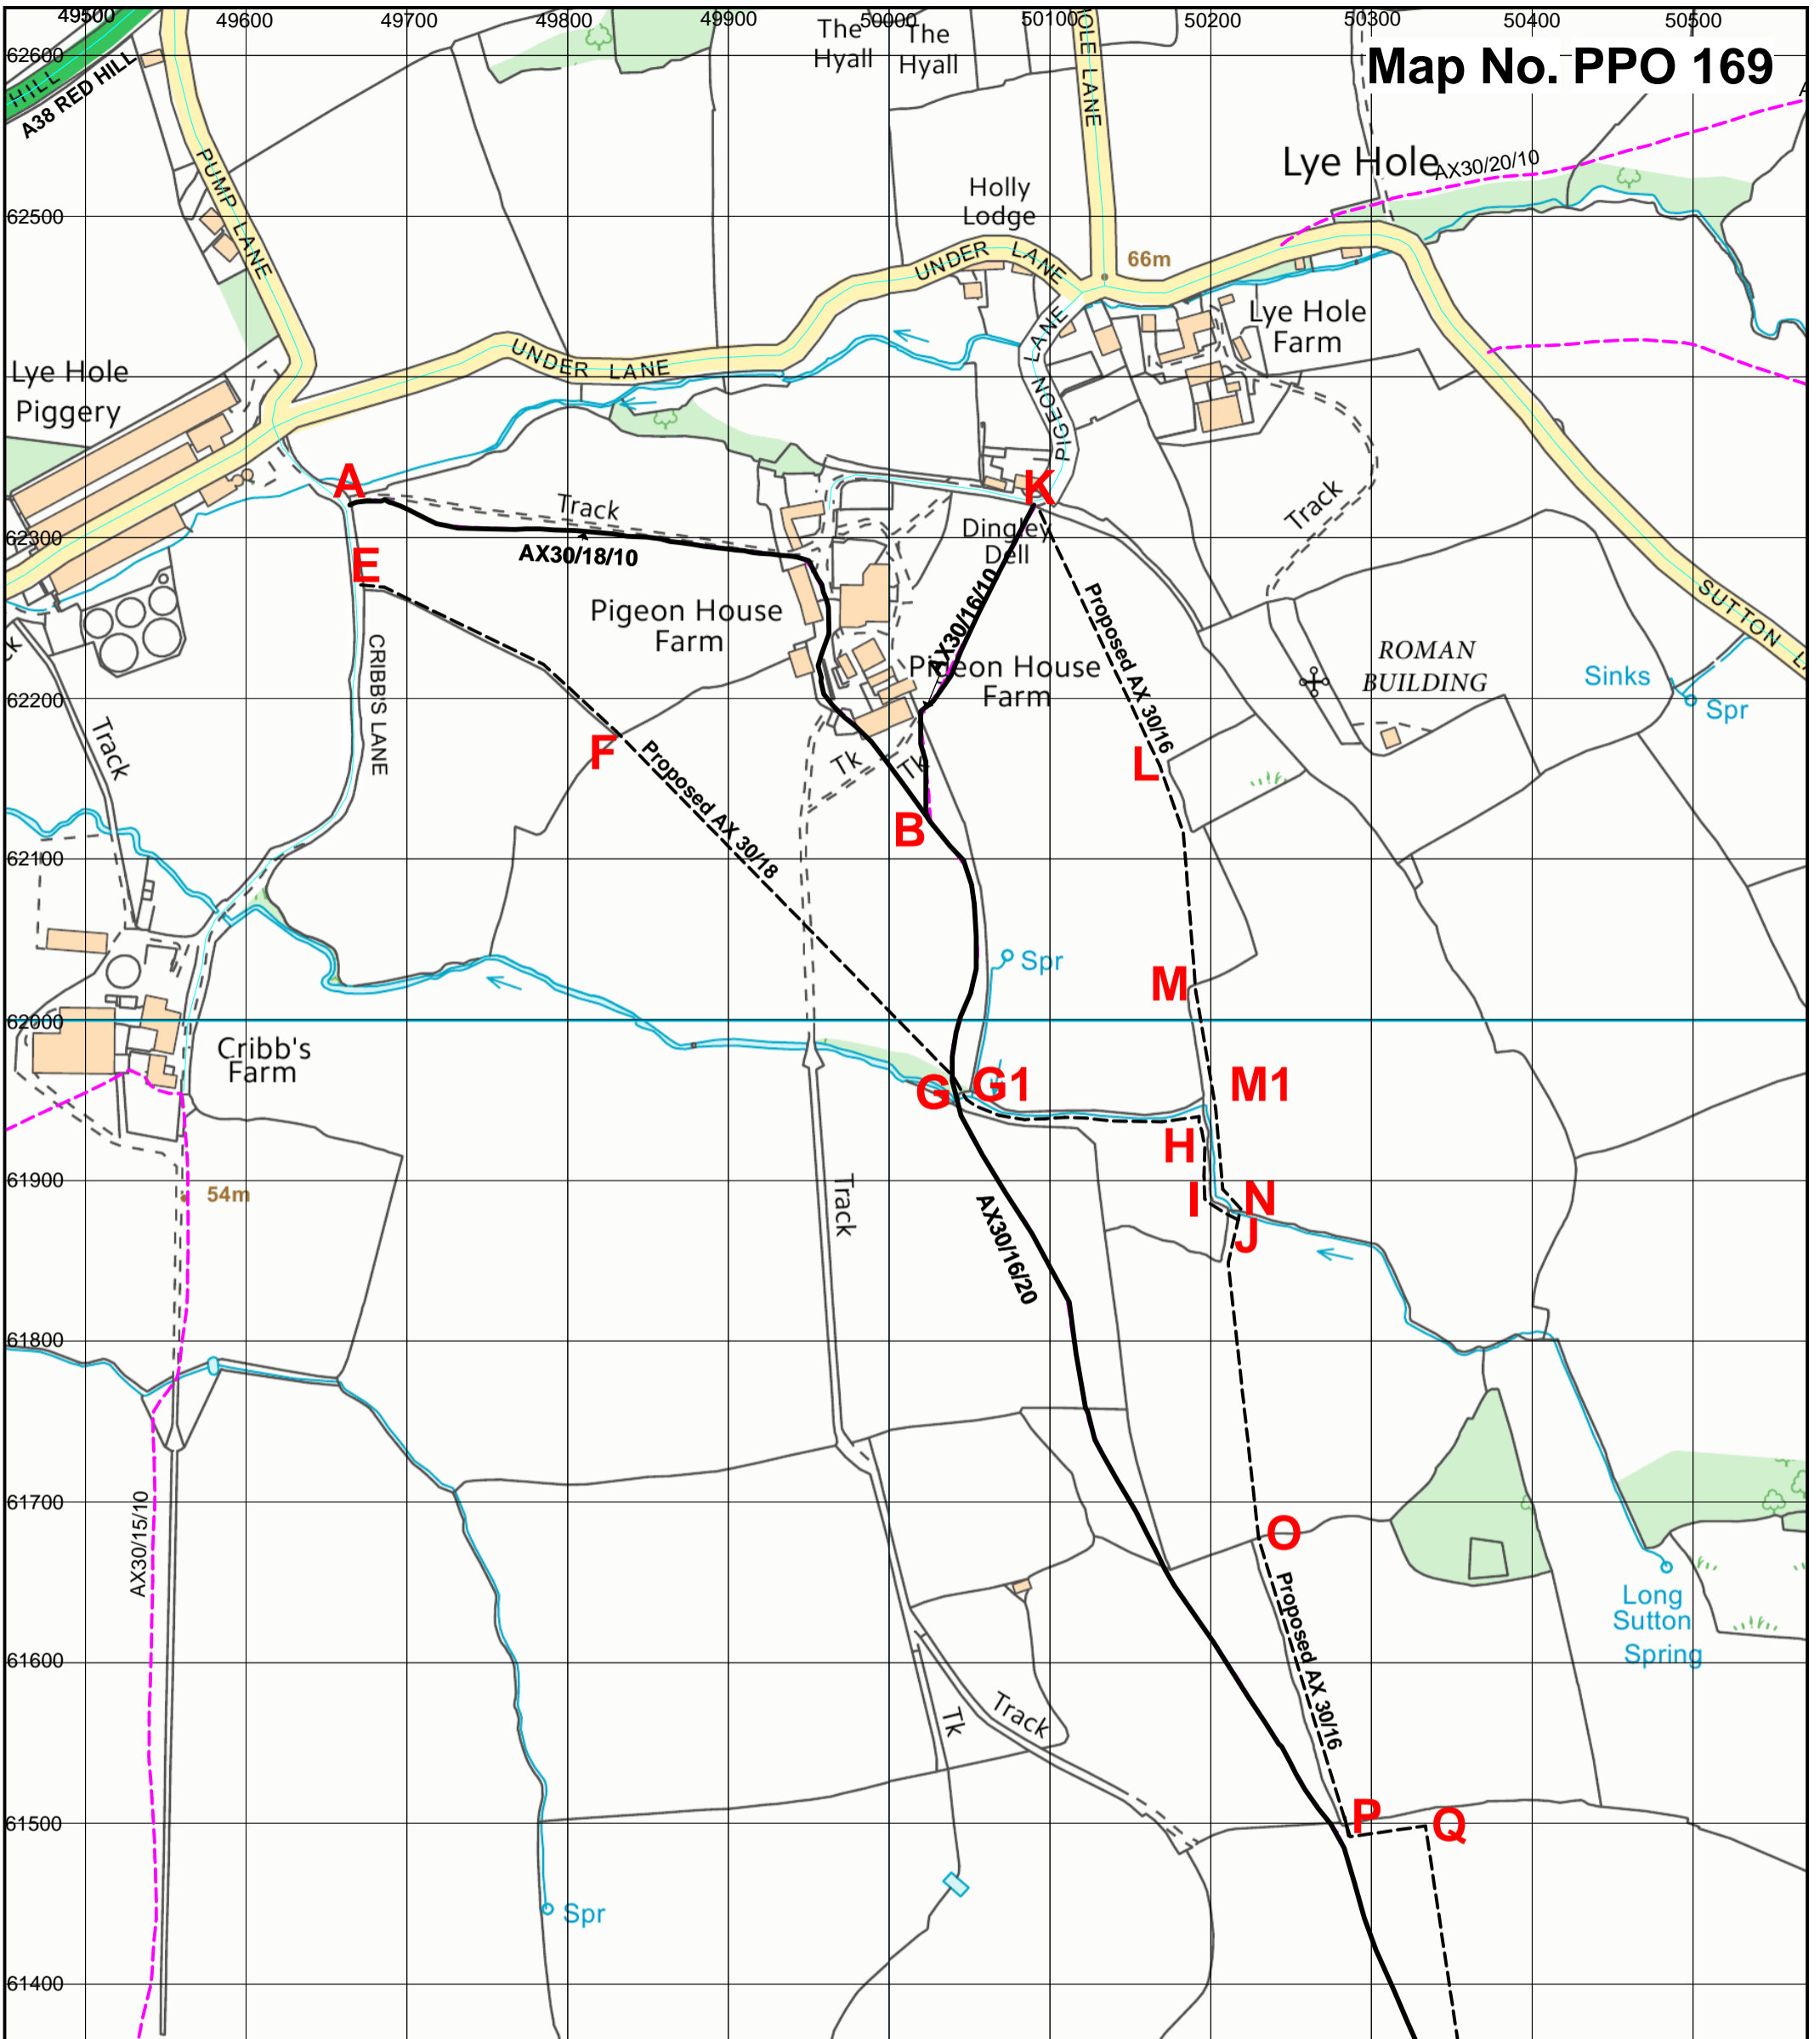 49500 49600 49700 49800 49900 50000 50100 50200 50300 50400 50500
Map No. PPO 169
62600
HILL
A38 RED HILL
The
Hyall
The
Hyall
OLE LANE
PUMP LANE
Lye Hole
AX30/20/10
62500
Holly
Lodge
UNDER LANE
66m
Lye Hole
Farm
UNDER LANE
PIGEON LANE
Lye Hole
Piggery
A
Track
K
Track
62300
AX30/18/10
Dingley
Dell
E
AX30/16/10
Proposed AX 30/16
Pigeon House
Farm
SUTTON
CRIBB'S LANE
Pigeon House
Farm
ROMAN
BUILDING
Sinks
Spr
62200
Track
F
Proposed AX 30/18
Tk
Tk
L
B
62100
Spr
M
62000
Cribb's
Farm
G
G1
M1
H
61900
54m
Track
I
N
J
AX30/16/20
61800
61700
AX30/15/10
O
Proposed AX 30/16
Long
Sutton
Spring
61600
Tk
Track
61500
P
Q
Spr
61400